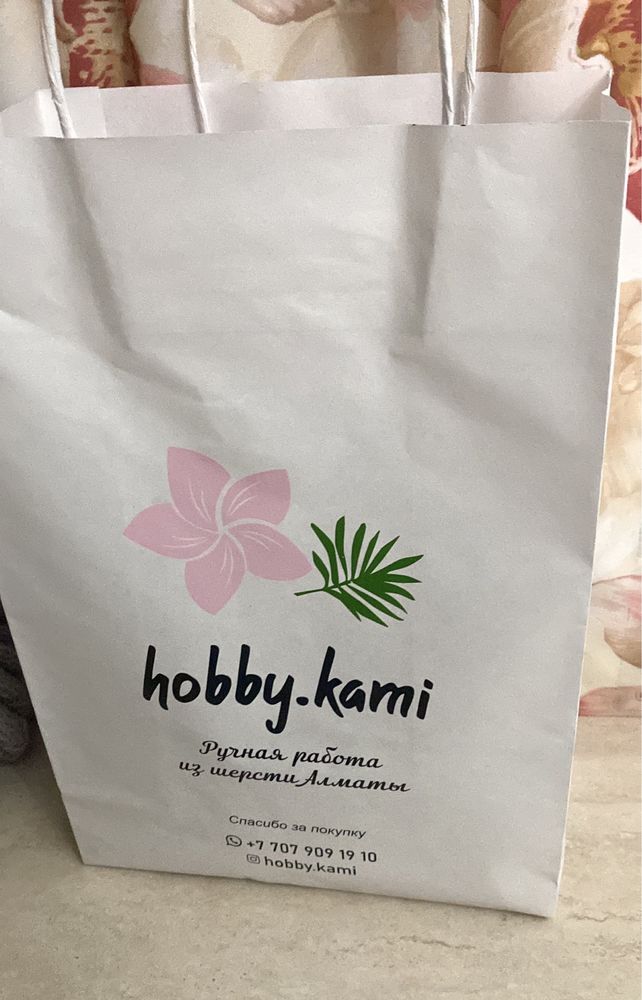 hobby.kami
Ручная работа
из шерсти Алматы
Спасибо за покупку
+7 707 909 19 10
hobby.kami